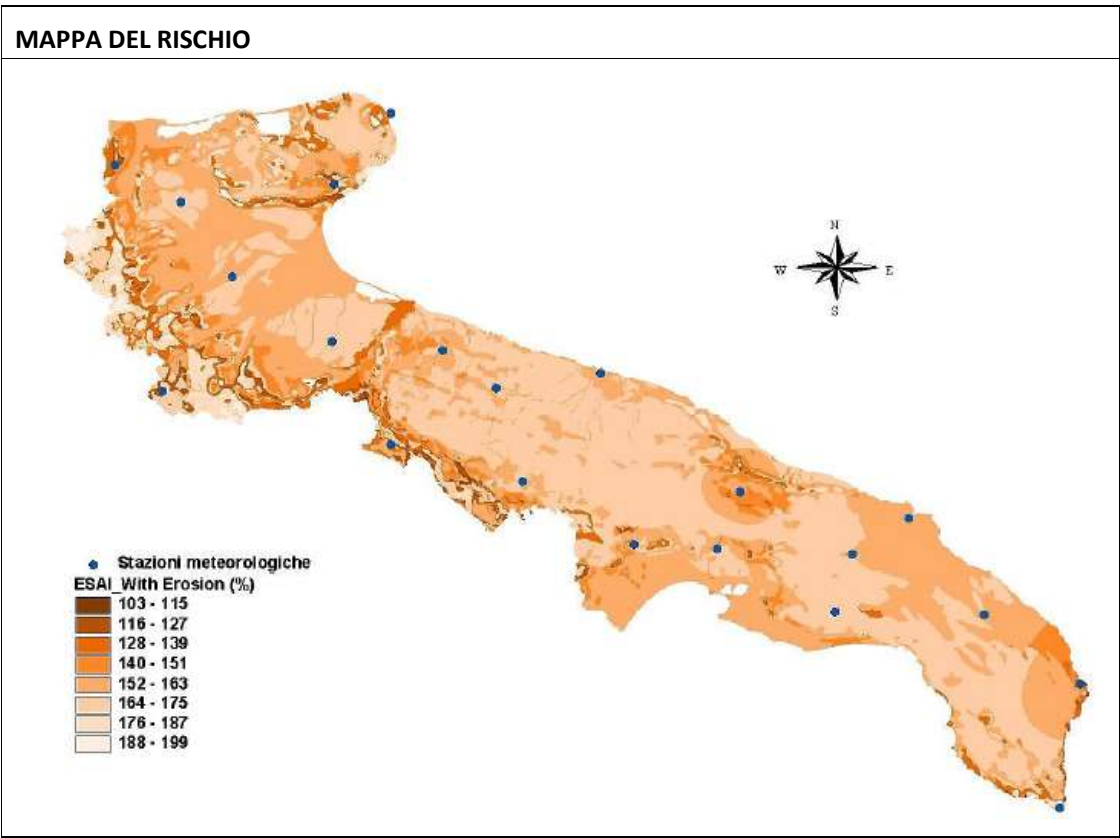 MAPPA DEL RISCHIO
N
W E
S
Stazioni meteorologiche
ESAI_With Erosion (%)
103 - 115
116 - 127
128 - 139
140 - 151
152 - 163
164 - 175
176 - 187
188 - 199